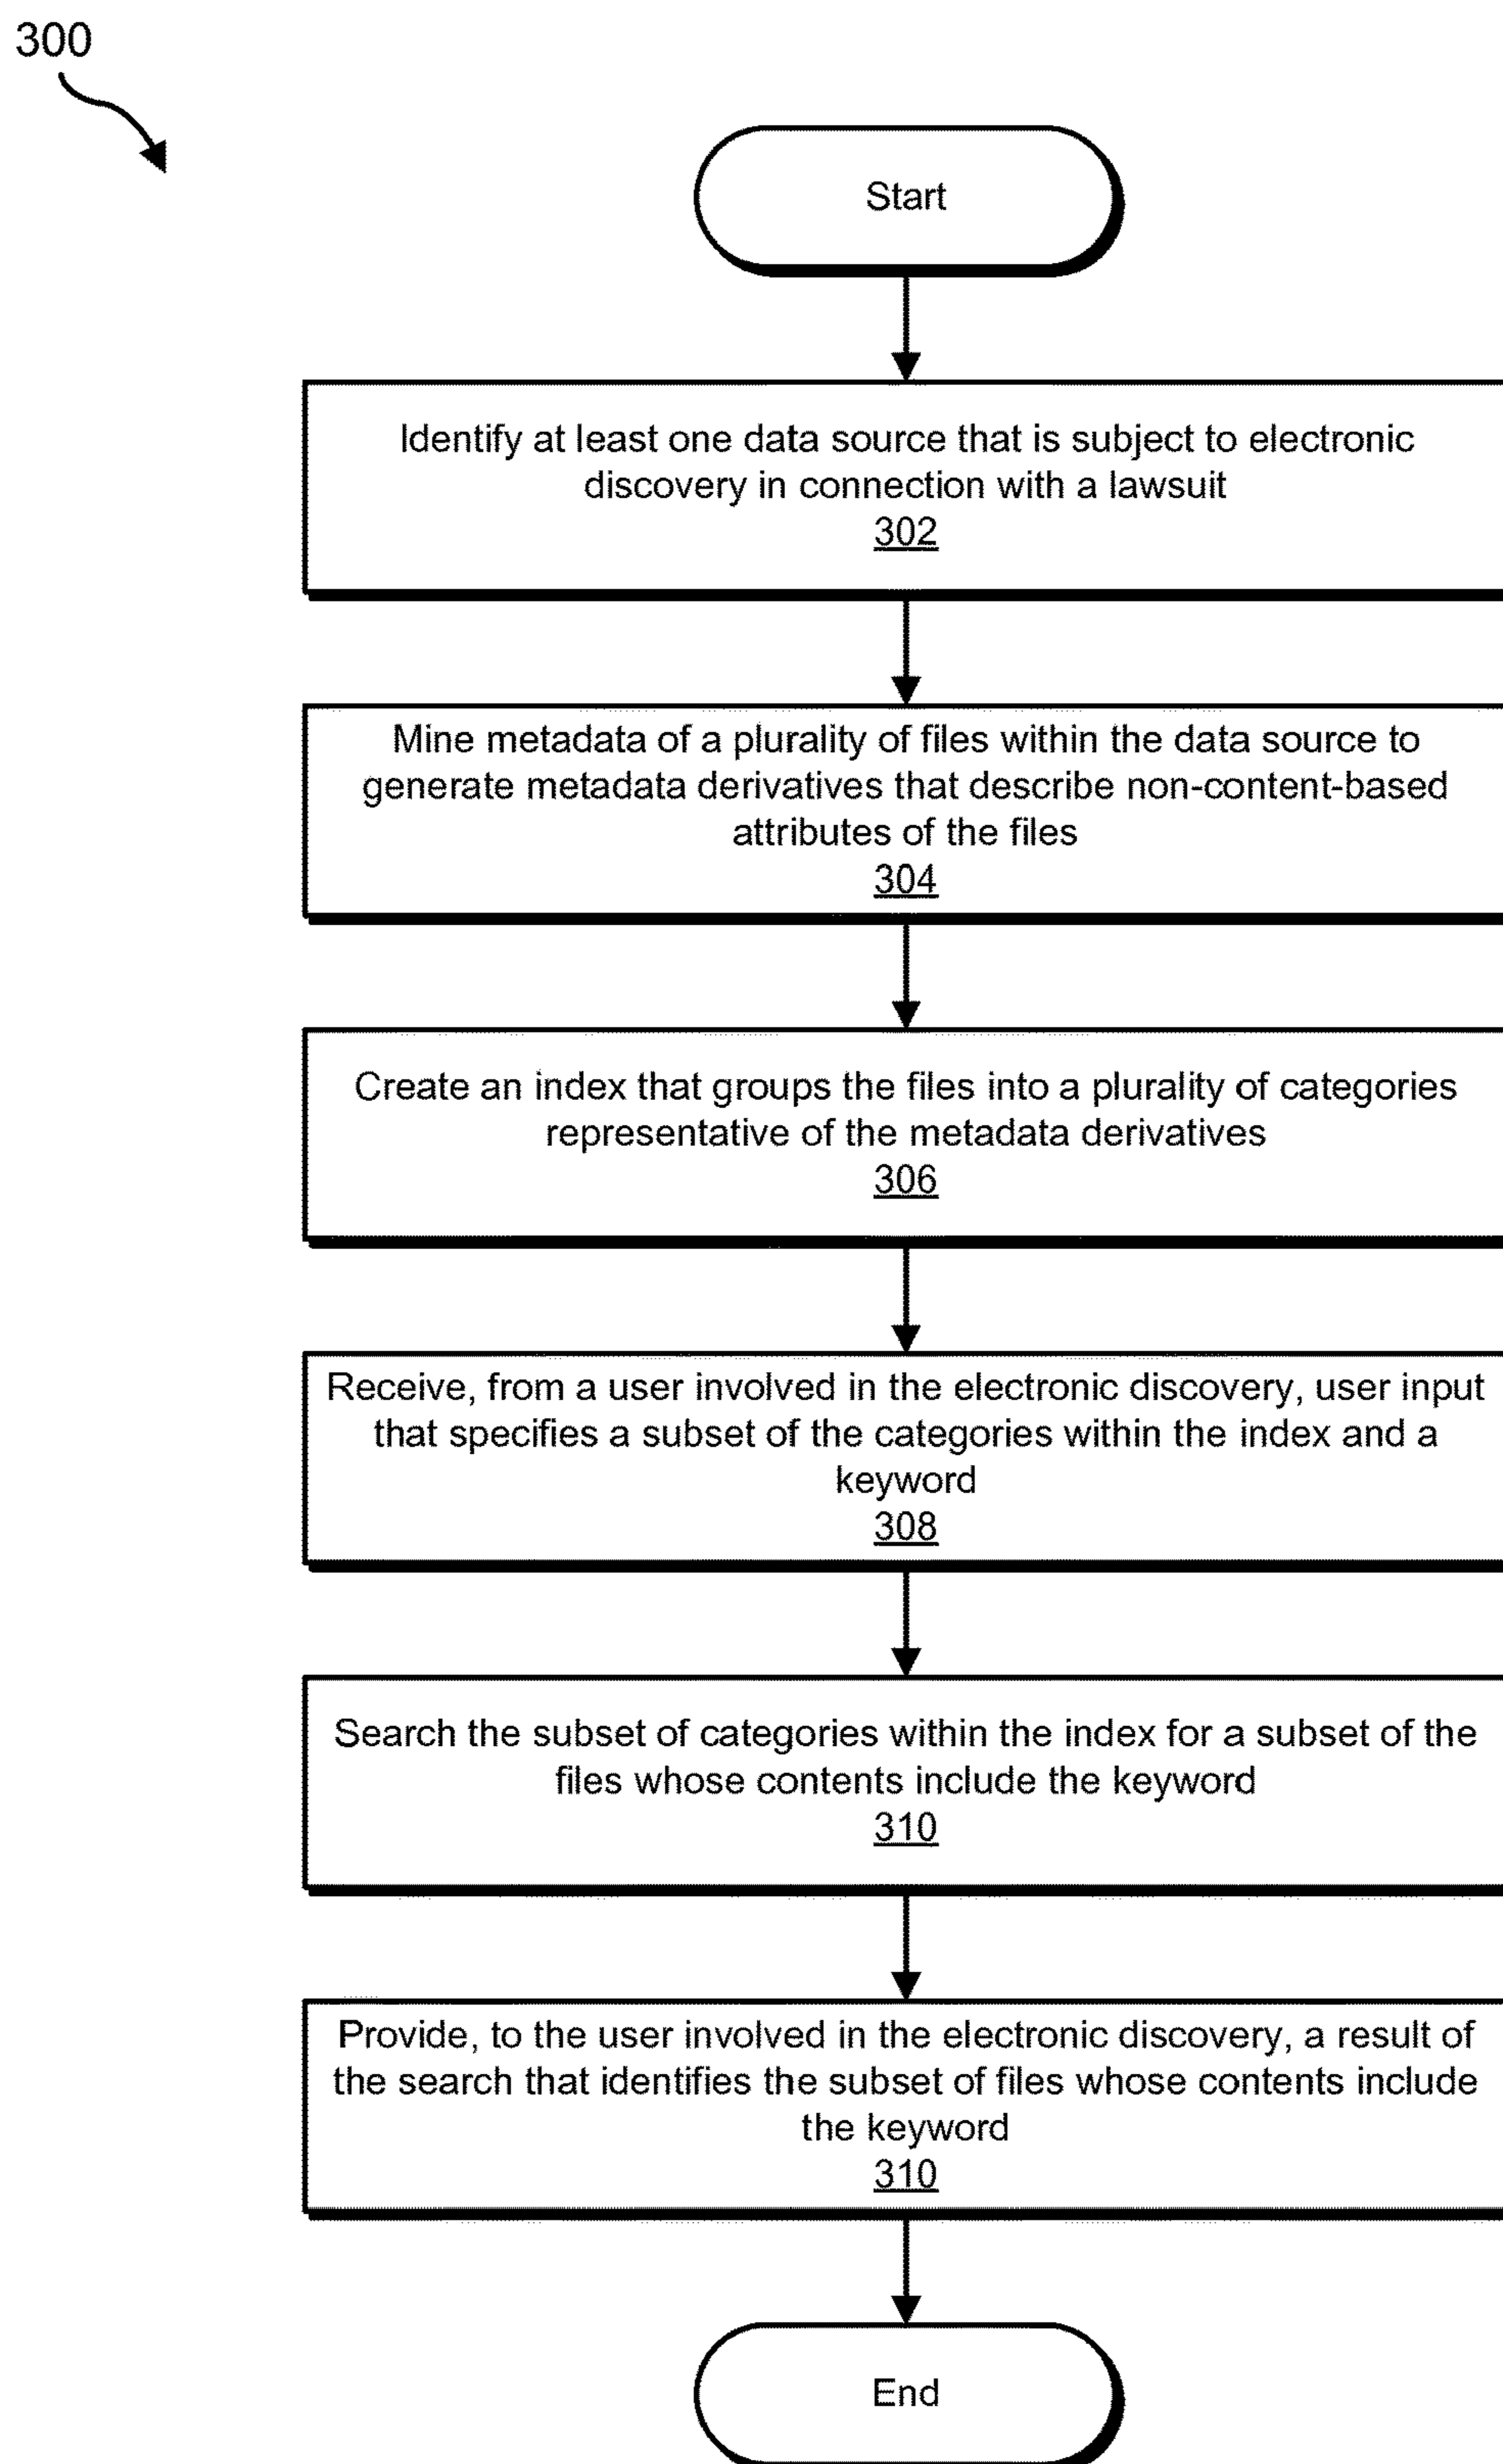 300
Start
Identify at least one data source that is subject to electronic
discovery in connection with a lawsuit
302
Mine metadata of a plurality of files within the data source to
generate metadata derivatives that describe non-content-based
attributes of the files
304
Create an index that groups the files into a plurality of categories
representative of the metadata derivatives
306
Receive, from a user involved in the electronic discovery, user input
that specifies a subset of the categories within the index and a
keyword
308
Search the subset of categories within the index for a subset of the
files whose contents include the keyword
310
Provide, to the user involved in the electronic discovery, a result of
the search that identifies the subset of files whose contents include
the keyword
310
End